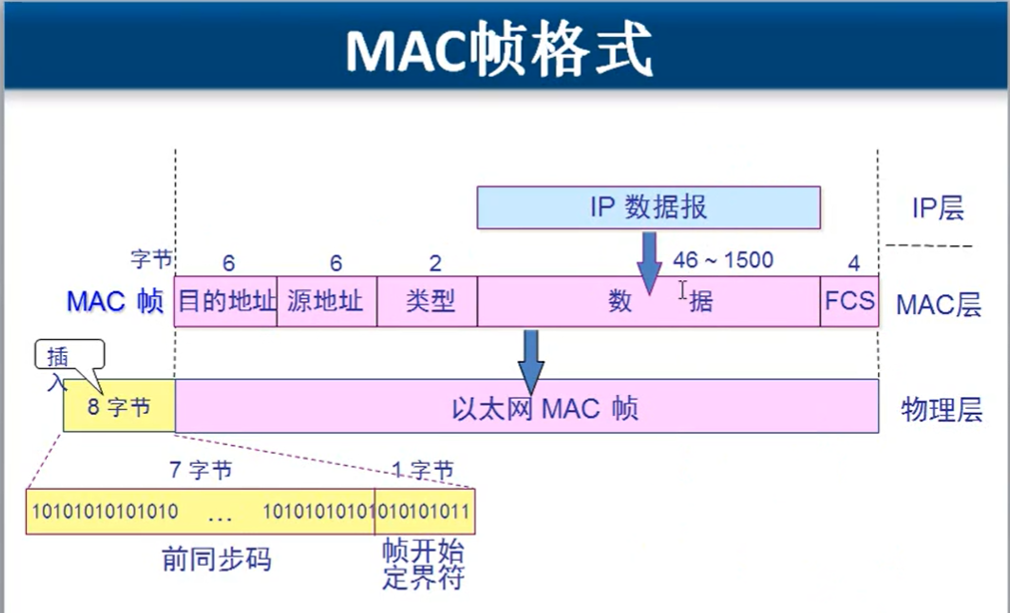 MAC帧格式
IP 数据报
IP层
字节
6
6
2
46 ~ 1500
4
MAC 帧
目的地址
源地址
类型
数 据
FCS
MAC层
插
入
8 字节
以太网 MAC 帧
物理层
7 字节
1 字节
10101010101010 … 10101010101010101011
前同步码
帧开始
定界符